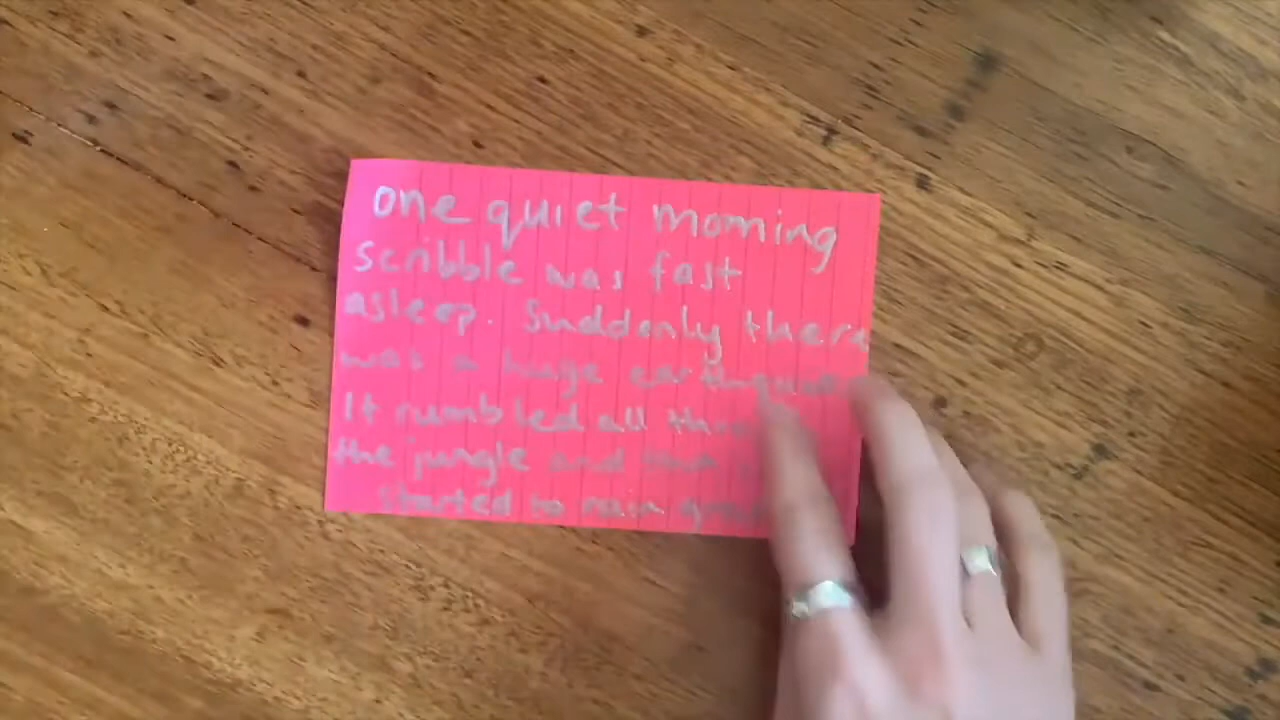 one quiet morning
Scribble was fast
asleep. Suddenly there
was a huge
It rumbled all
the jungle and
started to rain